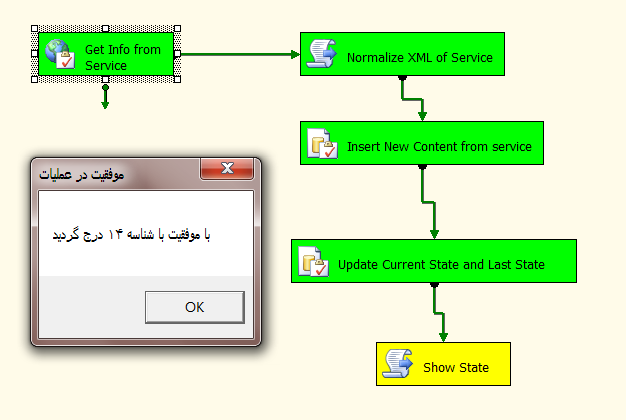 Get Info from
Service
Normalize XML of Service
Insert New Content from service
موفقیت در عملیات
با موفقیت با شناسه ۱۴ درج گردید
OK
Update Current State and Last State
Show State